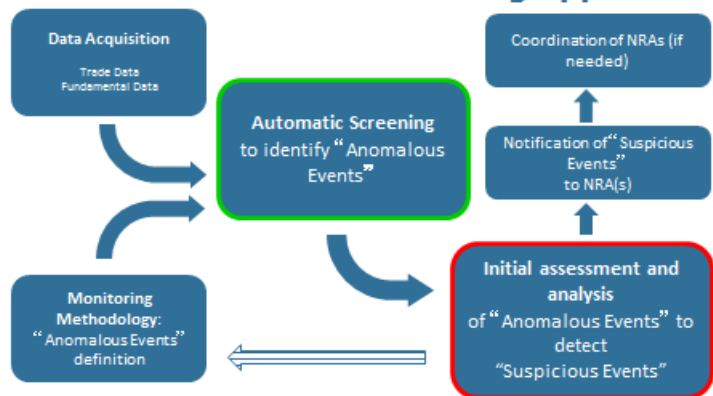 Data Acquisition
Trade Data
Fundamental Data
Automatic Screening
to identify “Anomalous
Events”
Coordination of NRAs (if
needed)
Notification of “Suspicious
Events”
to NRA(s)
Initial assessment and
analysis
of “Anomalous Events” to
detect
“Suspicious Events”
Monitoring
Methodology:
“Anomalous Events”
definition